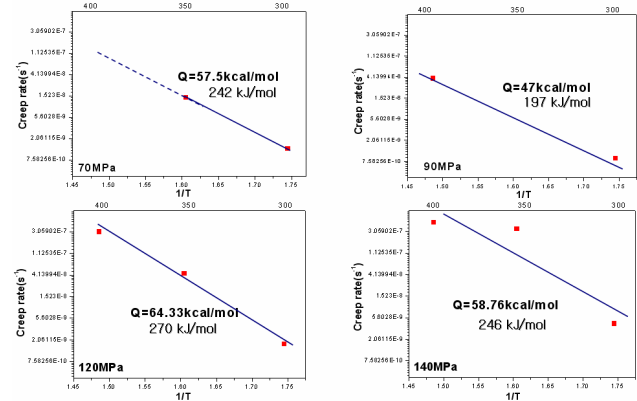 400 350 300
3.05902E-7
1.12535E-7
4.13994E-8
1.523E-8
5.6028E-9
2.06115E-9
7.58256E-10
Creep rate(s⁻¹)
Q=57.5kcal/mol
242 kJ/mol
70MPa
1.45 1.50 1.55 1.60 1.65 1.70 1.75
1/T
400 350 300
3.05902E-7
1.12535E-7
4.13994E-8
1.523E-8
5.6028E-9
2.06115E-9
7.58256E-10
Creep rate(s⁻¹)
Q=47kcal/mol
197 kJ/mol
90MPa
1.45 1.50 1.55 1.60 1.65 1.70 1.75
1/T
400 350 300
3.05902E-7
1.12535E-7
4.13994E-8
1.523E-8
5.6028E-9
2.06115E-9
7.58256E-10
Creep rate(s⁻¹)
Q=64.33kcal/mol
270 kJ/mol
120MPa
1.45 1.50 1.55 1.60 1.65 1.70 1.75
1/T
400 350 300
3.05902E-7
1.12535E-7
4.13994E-8
1.523E-8
5.6028E-9
2.06115E-9
7.58256E-10
Creep rate(s⁻¹)
Q=58.76kcal/mol
246 kJ/mol
140MPa
1.45 1.50 1.55 1.60 1.65 1.70 1.75
1/T